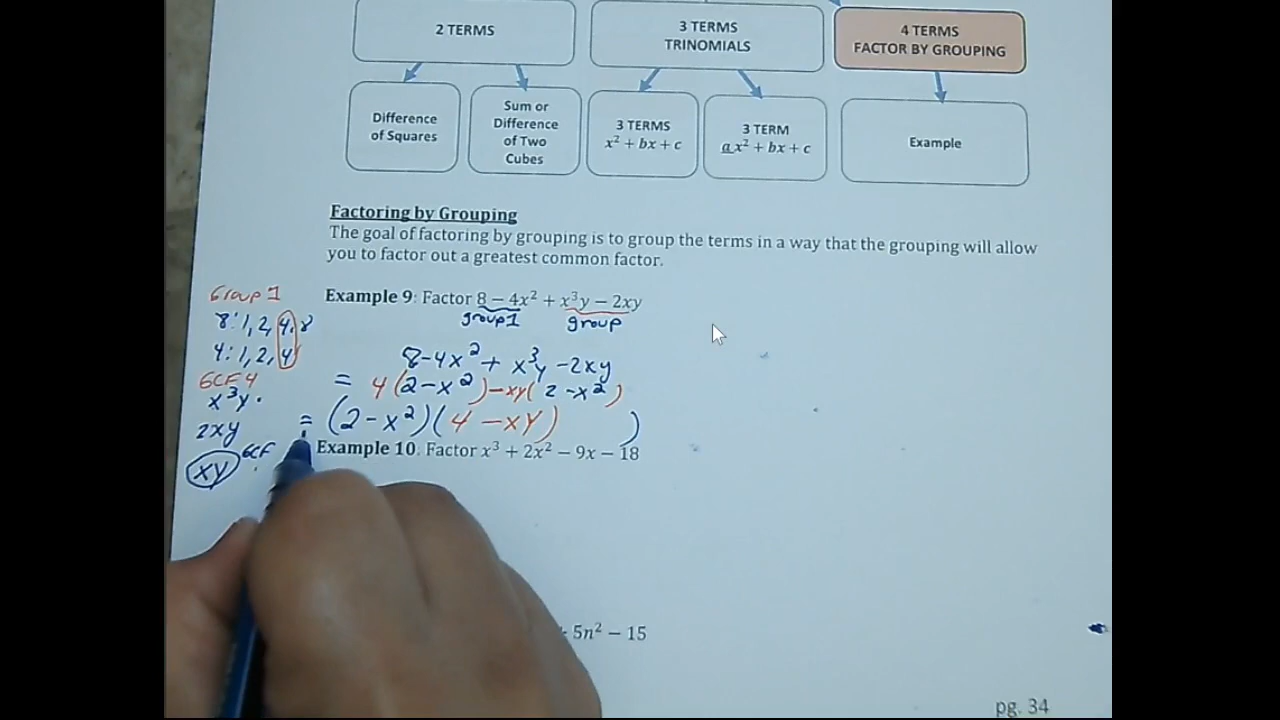 2 TERMS
3 TERMS
TRINOMIALS
4 TERMS
FACTOR BY GROUPING
Difference
of Squares
Sum or
Difference
of Two
Cubes
3 TERMS
x² + bx + c
3 TERM
ax² + bx + c
Example
Factoring by Grouping
The goal of factoring by grouping is to group the terms in a way that the grouping will allow
you to factor out a greatest common factor.
Example 9: Factor 8 – 4x² + x³y – 2xy
group1 group
Group 1
8: 1, 2, 4, 8
4: 1, 2, 4
GCF 4
x³y
2xy
xy GCF
8-4x² + x³y -2xy
= 4(2-x²)-xy(2-x²)
= (2-x²)(4-xy) )
Example 10: Factor x³ + 2x² – 9x – 18
5n² – 15
pg. 34